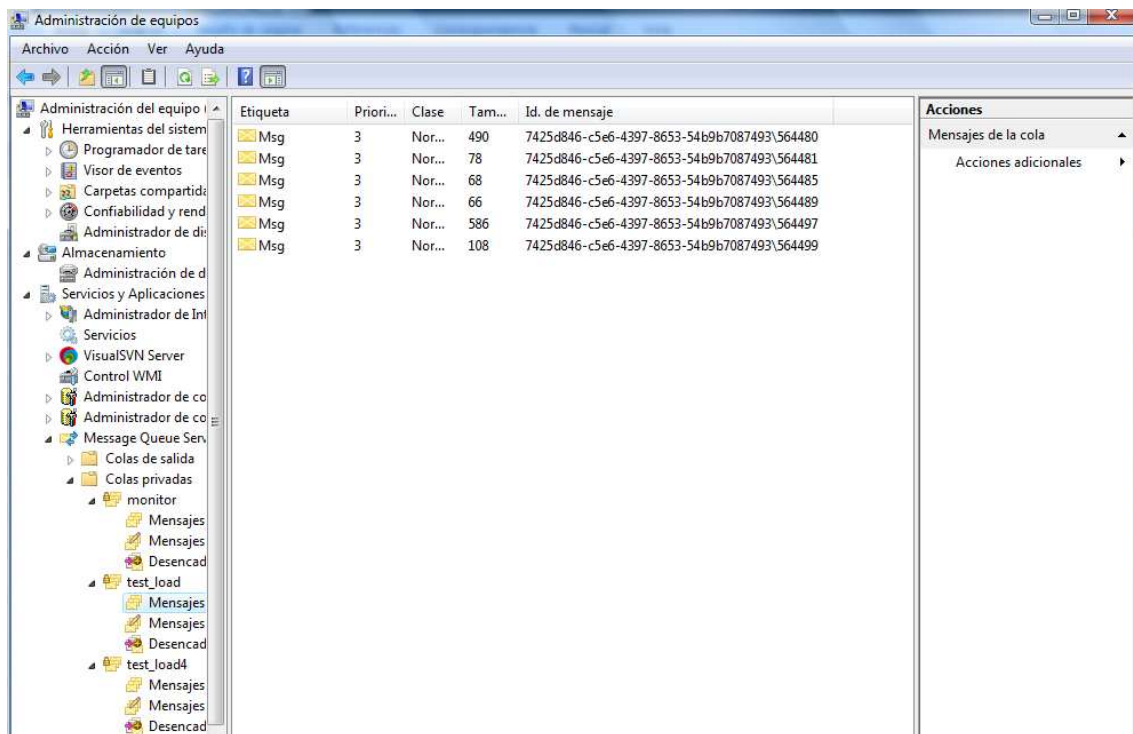 Administración de equipos
Archivo Acción Ver Ayuda
Administración del equipo (
Herramientas del sistem
Programador de tare
Visor de eventos
Carpetas compartida
Confiabilidad y rend
Administrador de di
Almacenamiento
Administración de d
Servicios y Aplicaciones
Administrador de Int
Servicios
VisualSVN Server
Control WMI
Administrador de co
Administrador de co
Message Queue Serv
Colas de salida
Colas privadas
monitor
Mensajes
Mensajes
Desencad
test_load
Mensajes
Mensajes
Desencad
test_load4
Mensajes
Mensajes
Desencad
Etiqueta Priori... Clase Tam... Id. de mensaje
Msg 3 Nor... 490 7425d846-c5e6-4397-8653-54b9b7087493\564480
Msg 3 Nor... 78 7425d846-c5e6-4397-8653-54b9b7087493\564481
Msg 3 Nor... 68 7425d846-c5e6-4397-8653-54b9b7087493\564485
Msg 3 Nor... 66 7425d846-c5e6-4397-8653-54b9b7087493\564489
Msg 3 Nor... 586 7425d846-c5e6-4397-8653-54b9b7087493\564497
Msg 3 Nor... 108 7425d846-c5e6-4397-8653-54b9b7087493\564499
Acciones
Mensajes de la cola
Acciones adicionales